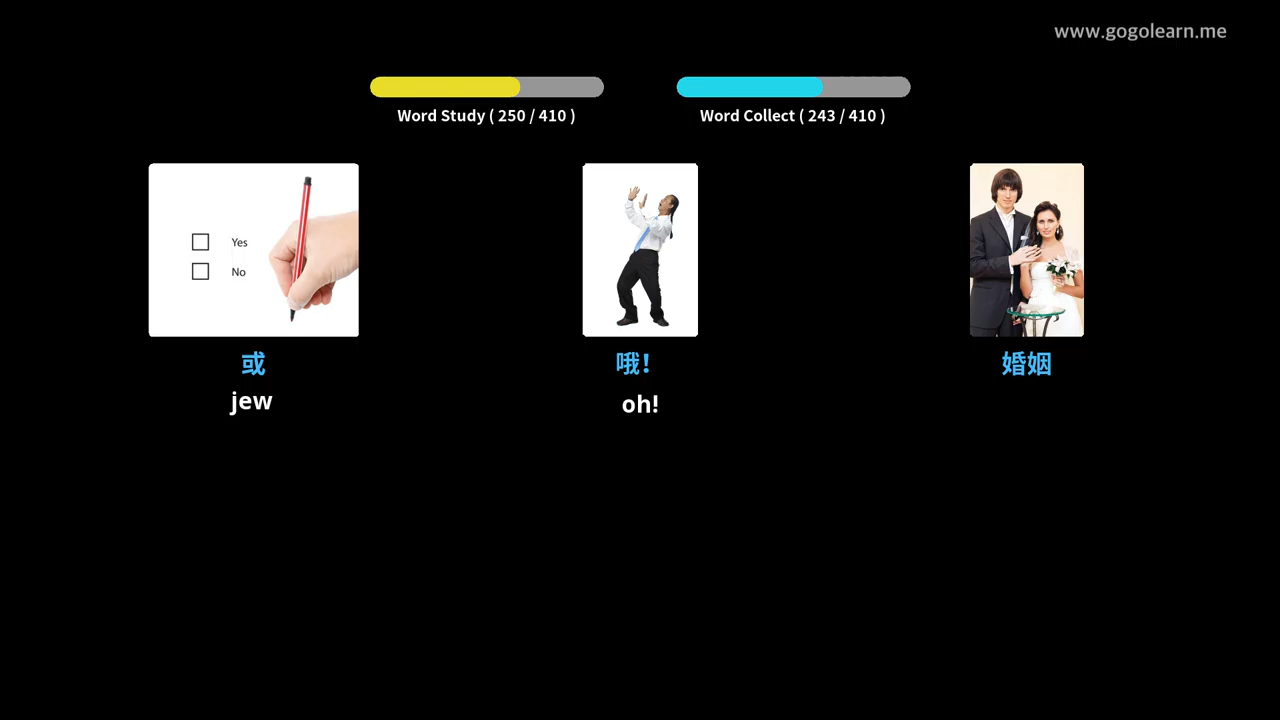 www.gogolearn.me
Word Study ( 250 / 410 )
Word Collect ( 243 / 410 )
Yes
No
或
哦!
婚姻
jew
oh!